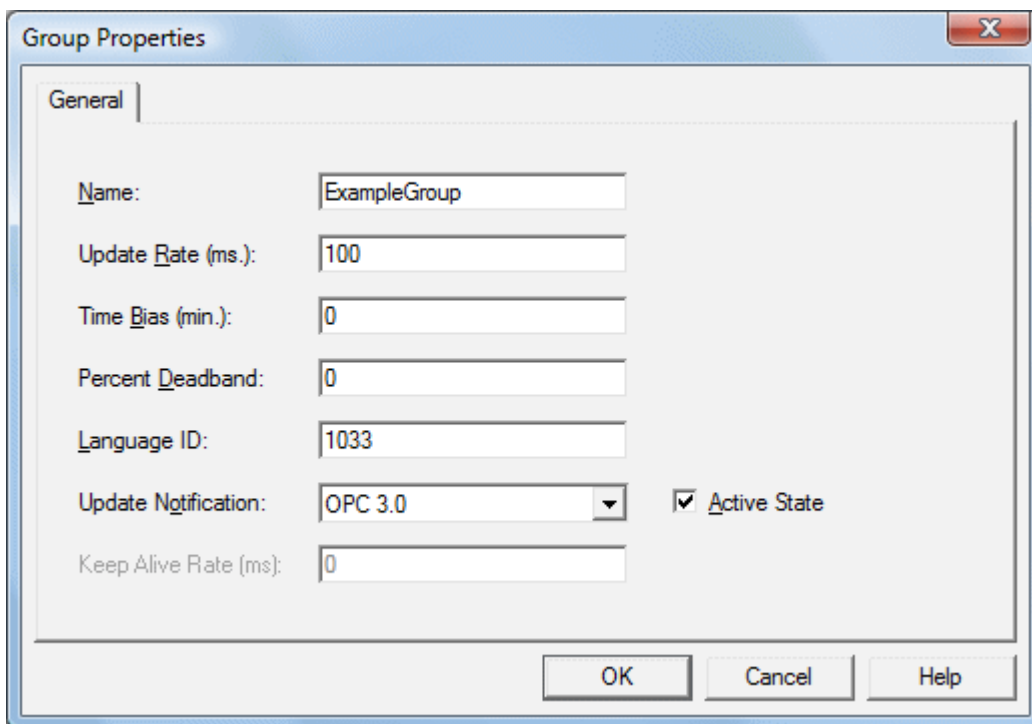 Group Properties
General
Name: ExampleGroup
Update Rate (ms.): 100
Time Bias (min.): 0
Percent Deadband: 0
Language ID: 1033
Update Notification: OPC 3.0 Active State
Keep Alive Rate (ms): 0
OK Cancel Help